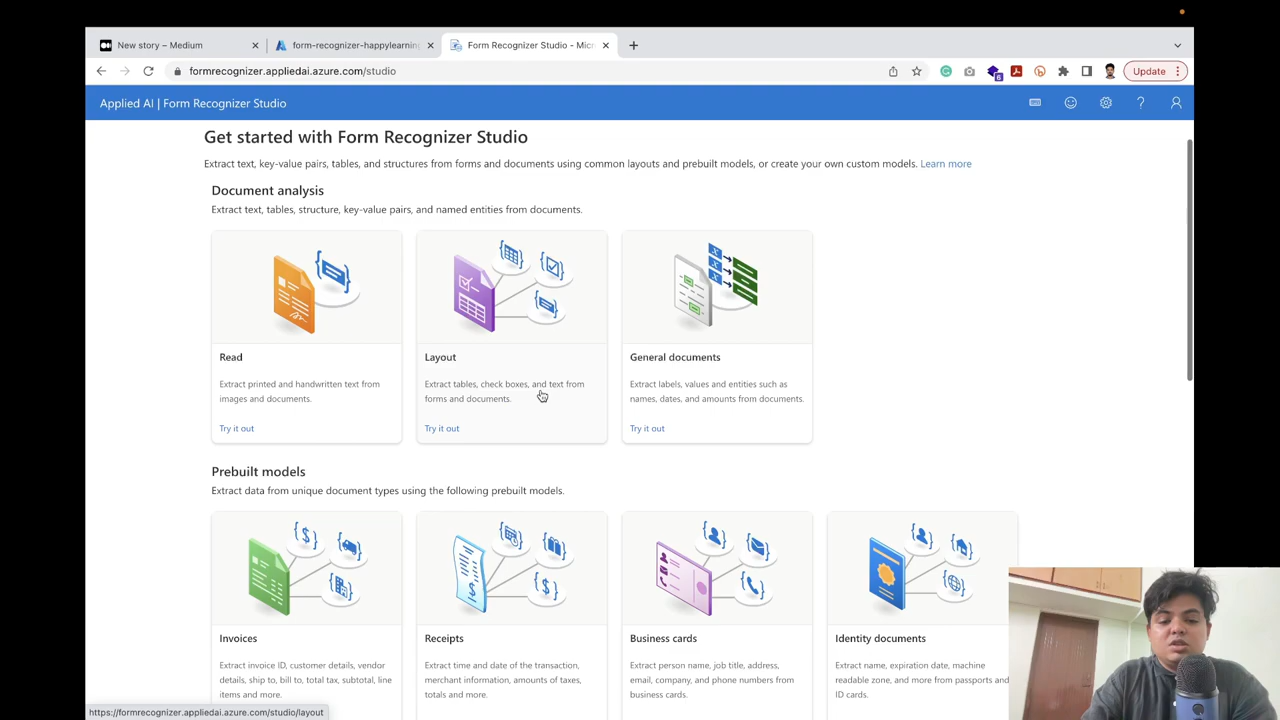 New story – Medium
form-recognizer-happylearning
Form Recognizer Studio - Micr
formrecognizer.appliedai.azure.com/studio
6
Update
Applied AI | Form Recognizer Studio
Get started with Form Recognizer Studio
Extract text, key-value pairs, tables, and structures from forms and documents using common layouts and prebuilt models, or create your own custom models. Learn more
Document analysis
Extract text, tables, structure, key-value pairs, and named entities from documents.
Read
Extract printed and handwritten text from
images and documents.
Try it out
Layout
Extract tables, check boxes, and text from
forms and documents.
Try it out
General documents
Extract labels, values and entities such as
names, dates, and amounts from documents.
Try it out
Prebuilt models
Extract data from unique document types using the following prebuilt models.
Invoices
Extract invoice ID, customer details, vendor
details, ship to, bill to, total tax, subtotal, line
items and more.
Receipts
Extract time and date of the transaction,
merchant information, amounts of taxes,
totals and more.
Business cards
Extract person name, job title, address,
email, company, and phone numbers from
business cards.
Identity documents
Extract name, expiration date, machine
readable zone, and more from passports and
ID cards.
https://formrecognizer.appliedai.azure.com/studio/layout